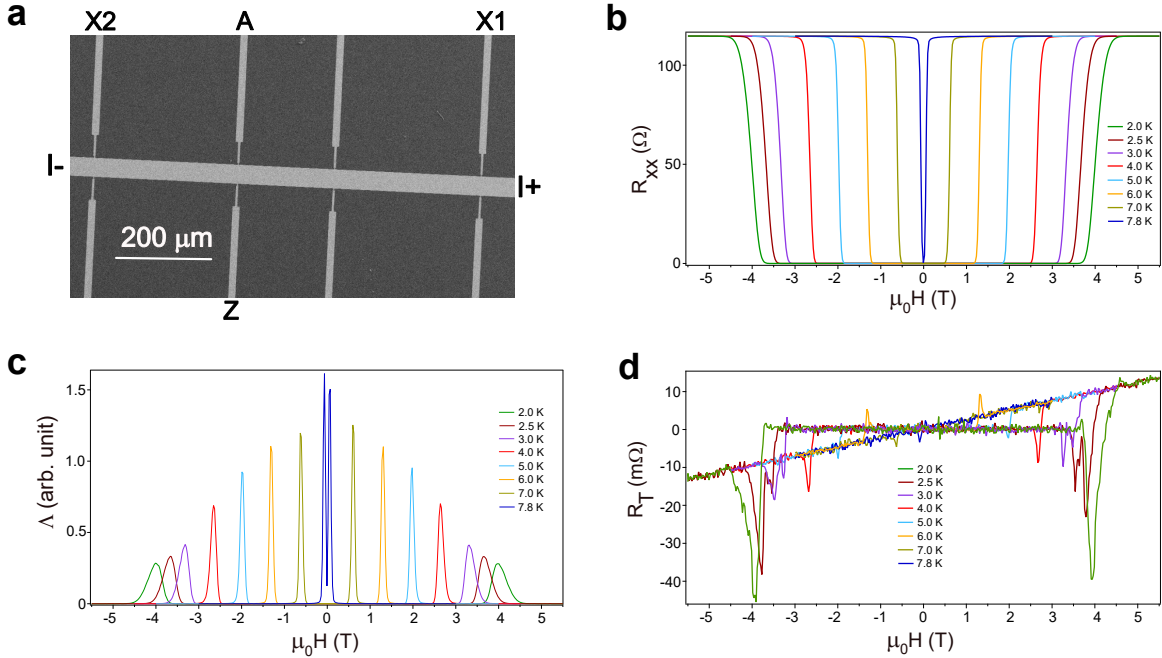 a
X2 A X1
I-
I+
200 μm
Z
b
Rxx (Ω)
100
50
0
2.0 K
2.5 K
3.0 K
4.0 K
5.0 K
6.0 K
7.0 K
7.8 K
-5 -4 -3 -2 -1 0 1 2 3 4 5
μ0H (T)
c
Λ (arb. unit)
1.5
1.0
0.5
0
2.0 K
2.5 K
3.0 K
4.0 K
5.0 K
6.0 K
7.0 K
7.8 K
-5 -4 -3 -2 -1 0 1 2 3 4 5
μ0H (T)
d
RT (mΩ)
10
0
-10
-20
-30
-40
2.0 K
2.5 K
3.0 K
4.0 K
5.0 K
6.0 K
7.0 K
7.8 K
-5 -4 -3 -2 -1 0 1 2 3 4 5
μ0H (T)